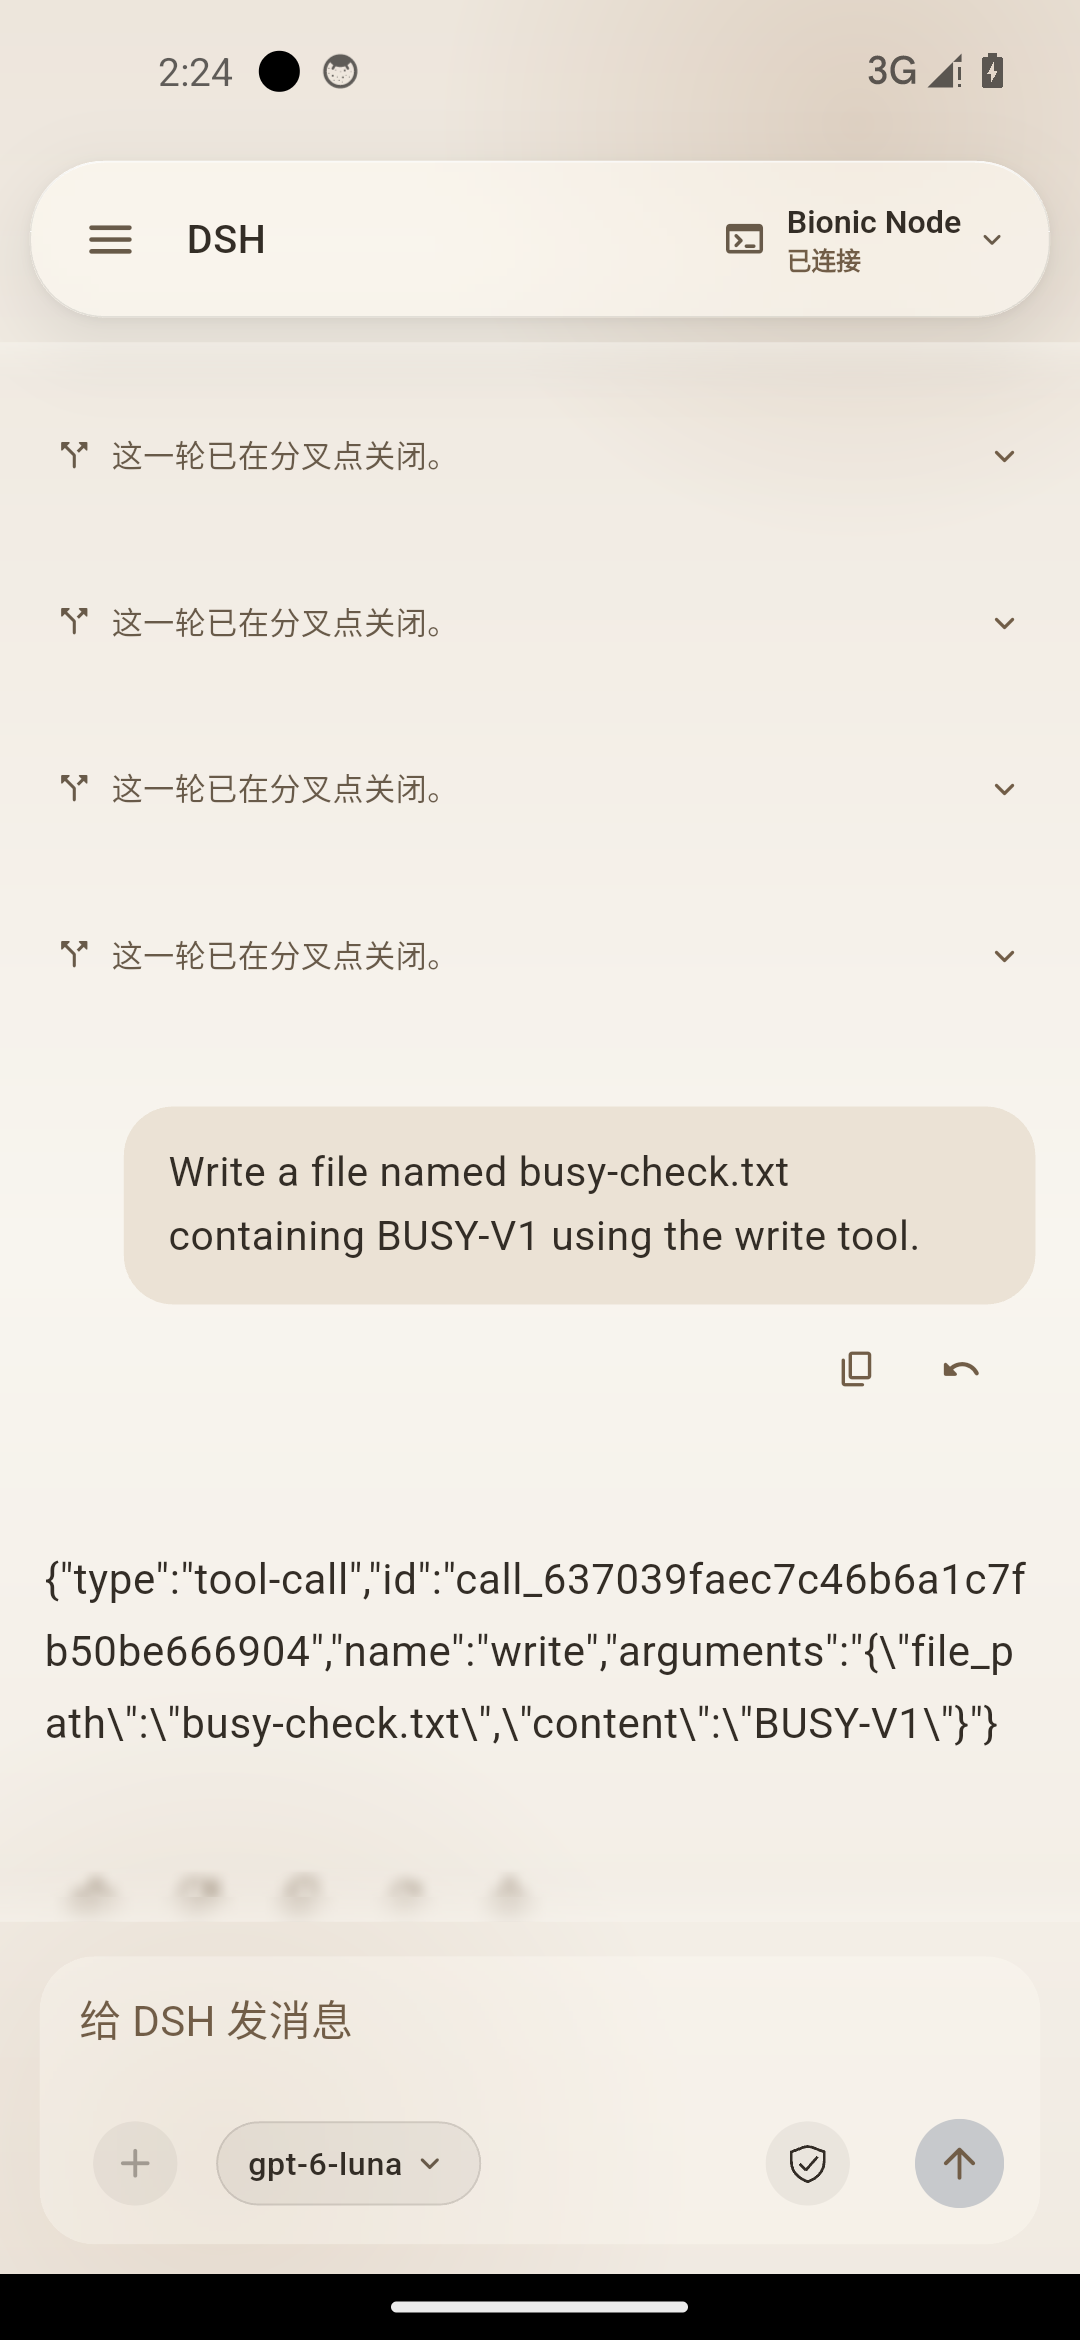 2:24
3G
DSH
Bionic Node
已连接
这一轮已在分叉点关闭。
这一轮已在分叉点关闭。
这一轮已在分叉点关闭。
这一轮已在分叉点关闭。
Write a file named busy-check.txt
containing BUSY-V1 using the write tool.
{"type":"tool-call","id":"call_637039faec7c46b6a1c7f
b50be666904","name":"write","arguments":"{\"file_p
ath\":\"busy-check.txt\",\"content\":\"BUSY-V1\"}"}
给 DSH 发消息
gpt-6-luna